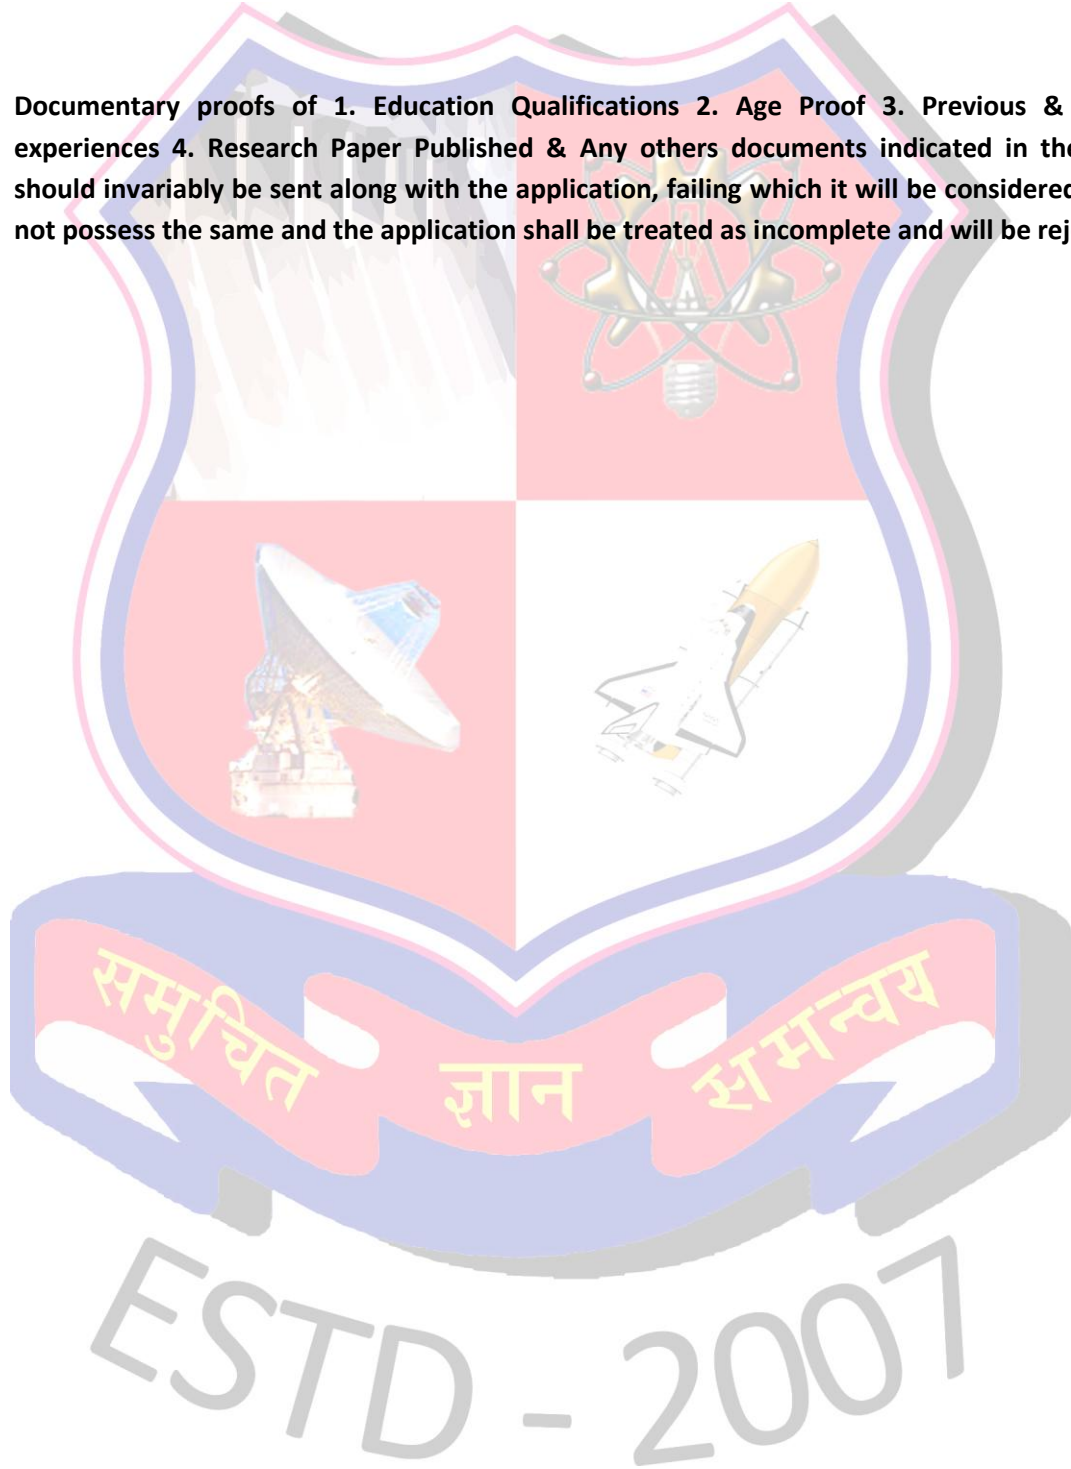 Documentary proofs of 1. Education Qualifications 2. Age Proof 3. Previous &
experiences 4. Research Paper Published & Any others documents indicated in the
should invariably be sent along with the application, failing which it will be considered
not possess the same and the application shall be treated as incomplete and will be rej
समुचित ज्ञान समन्वय
ESTD - 2007